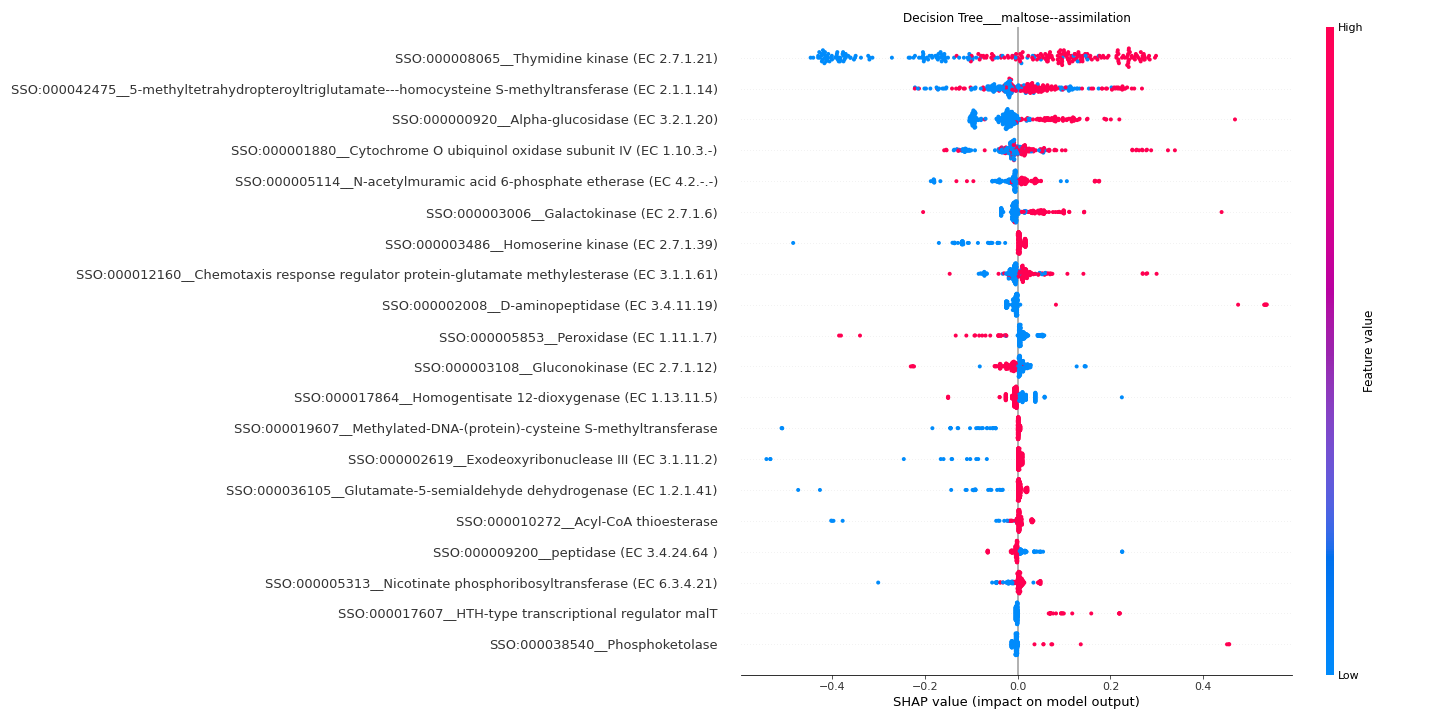 Decision Tree___maltose--assimilation
High
SSO:000008065__Thymidine kinase (EC 2.7.1.21)
SSO:000042475__5-methyltetrahydropteroyltriglutamate---homocysteine S-methyltransferase (EC 2.1.1.14)
SSO:000000920__Alpha-glucosidase (EC 3.2.1.20)
SSO:000001880__Cytochrome O ubiquinol oxidase subunit IV (EC 1.10.3.-)
SSO:000005114__N-acetylmuramic acid 6-phosphate etherase (EC 4.2.-.-)
SSO:000003006__Galactokinase (EC 2.7.1.6)
SSO:000003486__Homoserine kinase (EC 2.7.1.39)
SSO:000012160__Chemotaxis response regulator protein-glutamate methylesterase (EC 3.1.1.61)
SSO:000002008__D-aminopeptidase (EC 3.4.11.19)
SSO:000005853__Peroxidase (EC 1.11.1.7)
SSO:000003108__Gluconokinase (EC 2.7.1.12)
SSO:000017864__Homogentisate 12-dioxygenase (EC 1.13.11.5)
SSO:000019607__Methylated-DNA-(protein)-cysteine S-methyltransferase
SSO:000002619__Exodeoxyribonuclease III (EC 3.1.11.2)
SSO:000036105__Glutamate-5-semialdehyde dehydrogenase (EC 1.2.1.41)
SSO:000010272__Acyl-CoA thioesterase
SSO:000009200__peptidase (EC 3.4.24.64 )
SSO:000005313__Nicotinate phosphoribosyltransferase (EC 6.3.4.21)
SSO:000017607__HTH-type transcriptional regulator malT
SSO:000038540__Phosphoketolase
Feature value
Low
−0.4 −0.2 0.0 0.2 0.4
SHAP value (impact on model output)